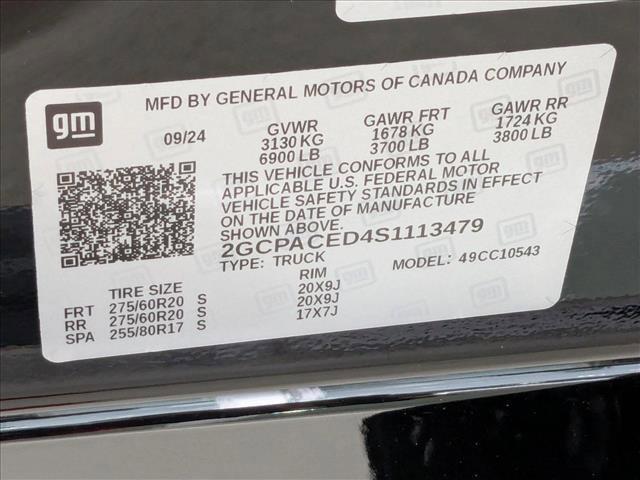 gm
MFD BY GENERAL MOTORS OF CANADA COMPANY
09/24 GVWR GAWR FRT GAWR RR
3130 KG 1678 KG 1724 KG
6900 LB 3700 LB 3800 LB
THIS VEHICLE CONFORMS TO ALL
APPLICABLE U.S. FEDERAL MOTOR
VEHICLE SAFETY STANDARDS IN EFFECT
ON THE DATE OF MANUFACTURE
SHOWN ABOVE.
2GCPACED4S1113479
TYPE: TRUCK MODEL: 49CC10543
TIRE SIZE RIM
FRT 275/60R20 S 20X9J
RR 275/60R20 S 20X9J
SPA 255/80R17 S 17X7J